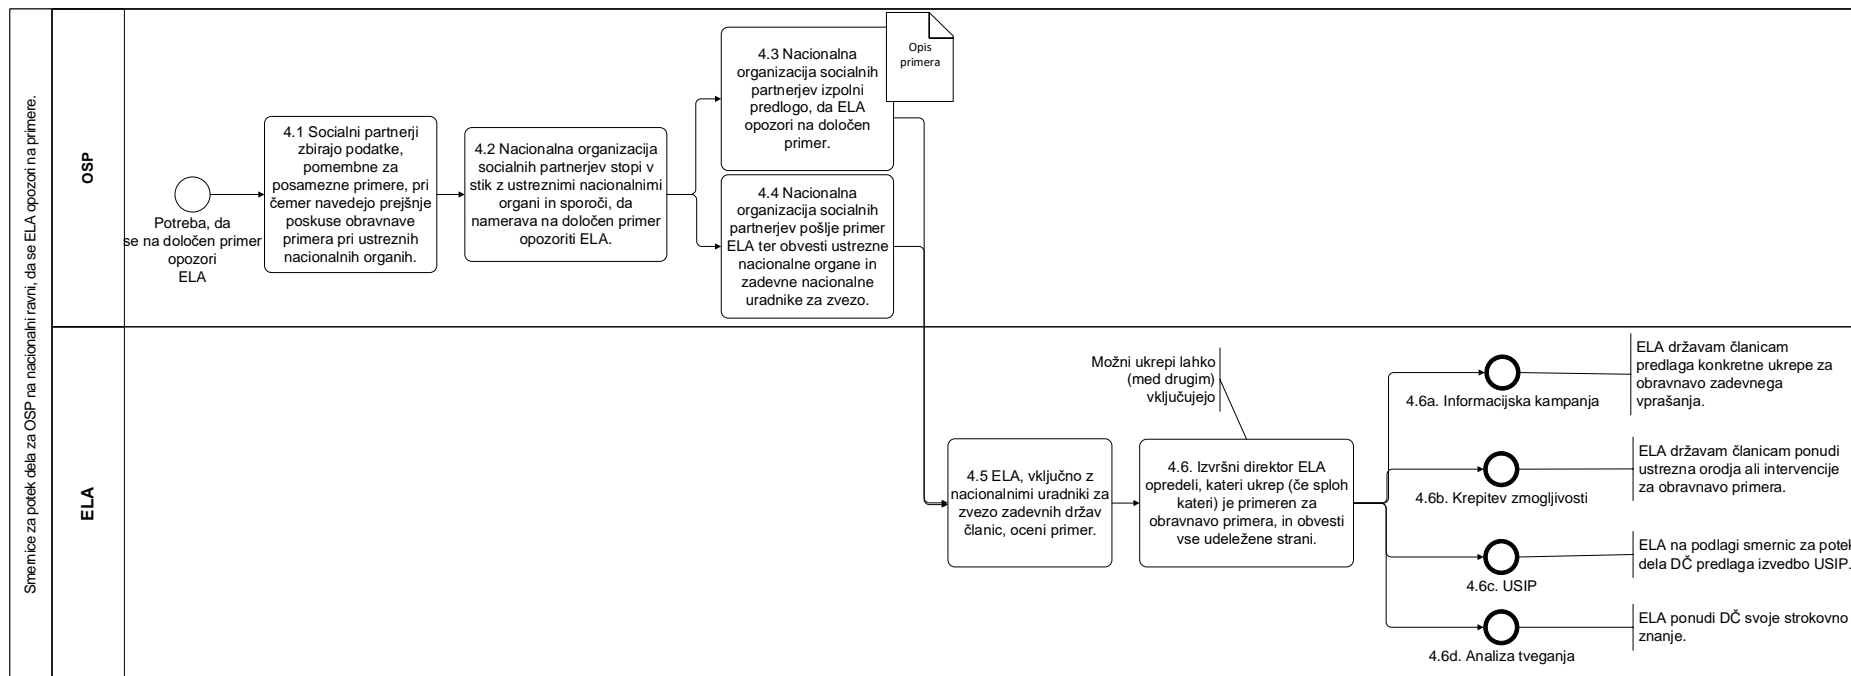 Smernice za potek dela za OSP na nacionalni ravni, da se ELA opozori na primere.
OSP
Potreba, da
se na določen primer
opozori
ELA
4.1 Socialni partnerji
zbirajo podatke,
pomembne za
posamezne primere, pri
čemer navedejo prejšnje
poskuse obravnave
primera pri ustreznih
nacionalnih organih.
4.2 Nacionalna organizacija
socialnih partnerjev stopi v
stik z ustreznimi nacionalnimi
organi in sporoči, da
namerava na določen primer
opozoriti ELA.
4.3 Nacionalna
organizacija socialnih
partnerjev izpolni
predlogo, da ELA
opozori na določen
primer.
Opis
primera
4.4 Nacionalna
organizacija socialnih
partnerjev pošlje primer
ELA ter obvesti ustrezne
nacionalne organe in
zadevne nacionalne
uradnike za zvezo.
ELA
4.5 ELA, vključno z
nacionalnimi uradniki za
zvezo zadevnih držav
članic, oceni primer.
Možni ukrepi lahko
(med drugim)
vključujejo
4.6. Izvršni direktor ELA
opredeli, kateri ukrep (če sploh
kateri) je primeren za
obravnavo primera, in obvesti
vse udeležene strani.
4.6a. Informacijska kampanja
ELA državam članicam
predlaga konkretne ukrepe za
obravnavo zadevnega
vprašanja.
4.6b. Krepitev zmogljivosti
ELA državam članicam ponudi
ustrezna orodja ali intervencije
za obravnavo primera.
4.6c. USIP
ELA na podlagi smernic za potek
dela DČ predlaga izvedbo USIP.
4.6d. Analiza tveganja
ELA ponudi DČ svoje strokovno
znanje.